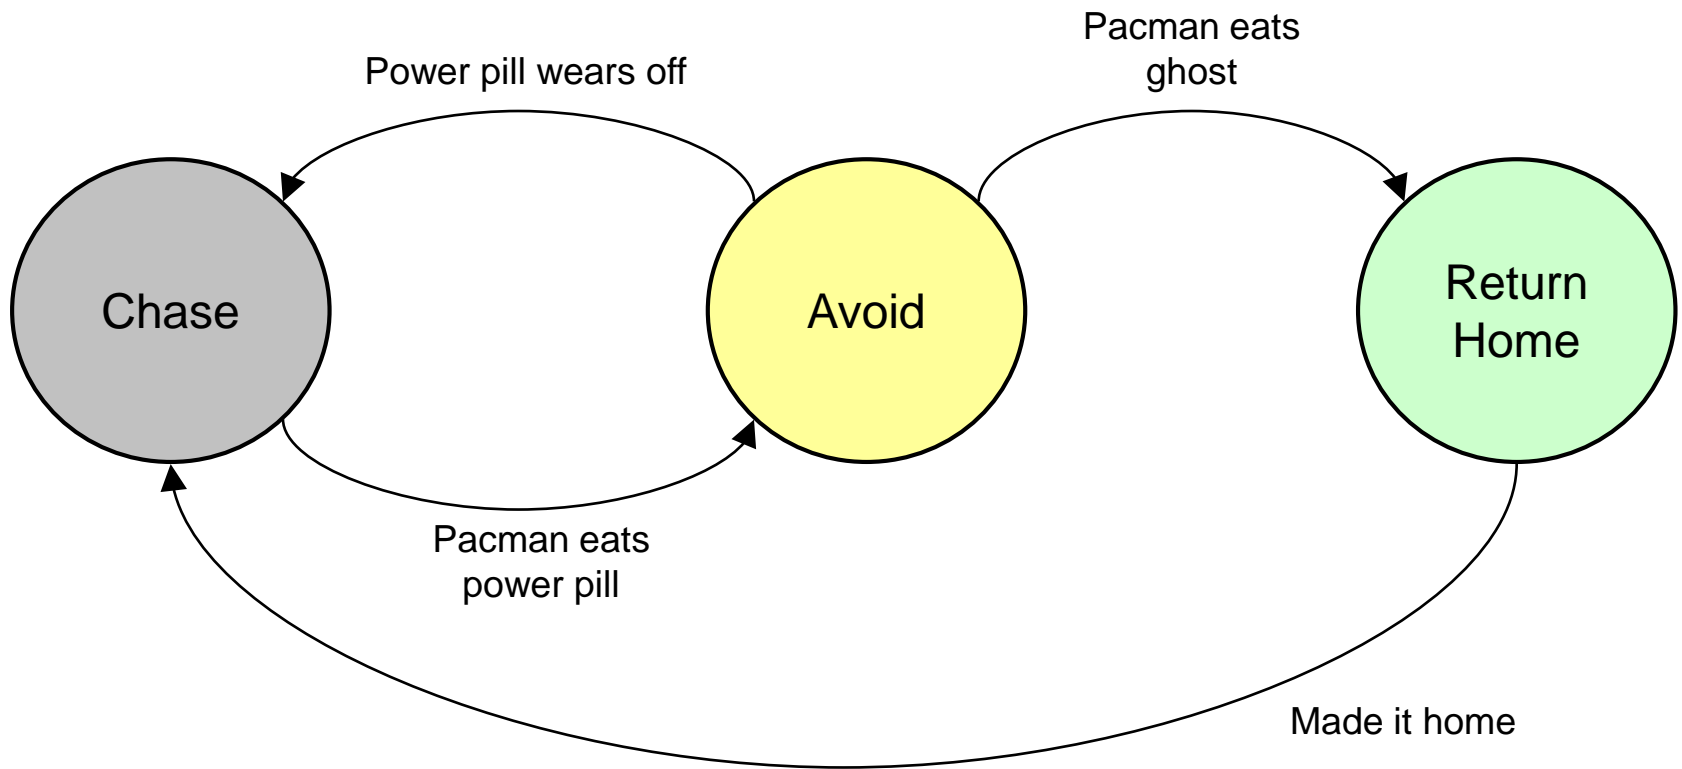 Pacman eats
ghost
Power pill wears off
Chase
Avoid
Return
Home
Pacman eats
power pill
Made it home